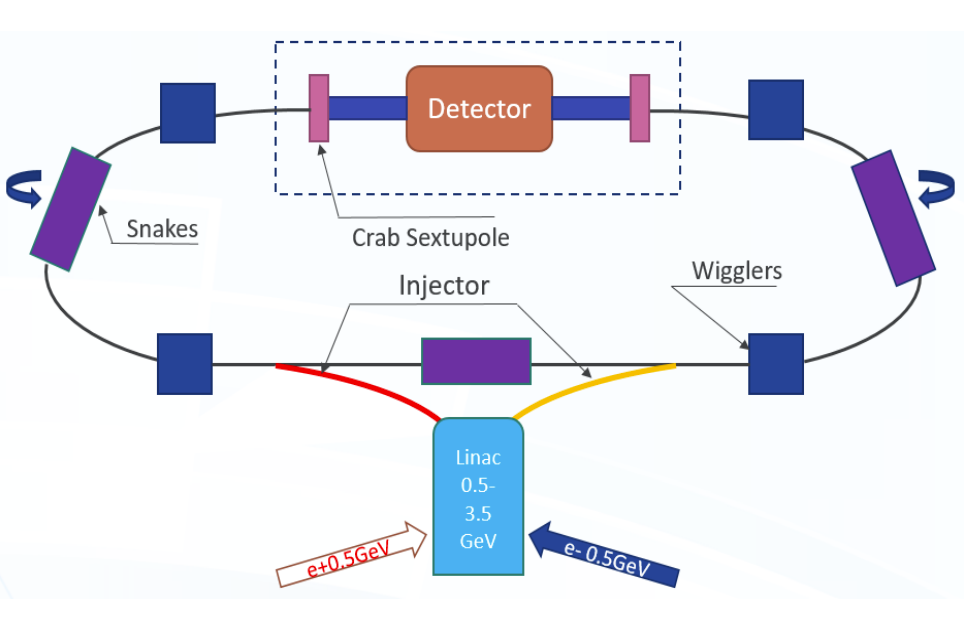 Detector
Snakes
Crab Sextupole
Injector
Wigglers
Linac
0.5-
3.5
GeV
e+0.5GeV
e- 0.5GeV